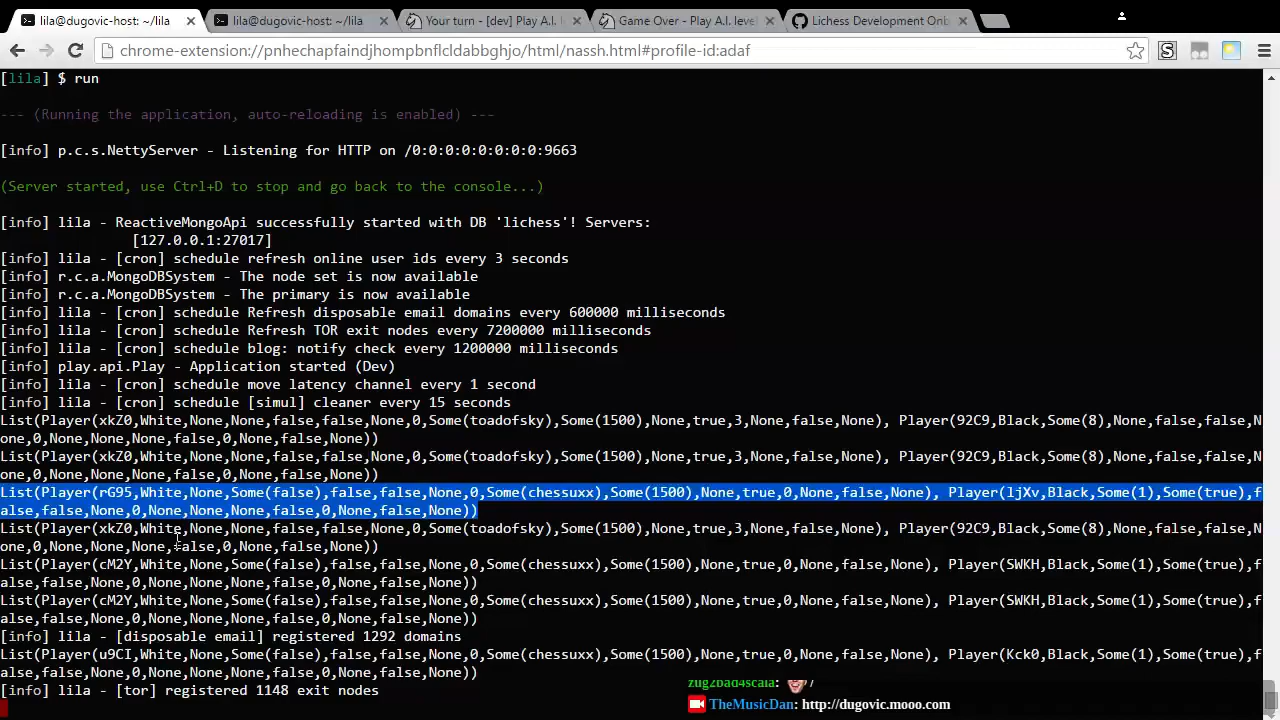 lila@dugovic-host: ~/lila
lila@dugovic-host: ~/lila
Your turn - [dev] Play A.I. le
Game Over - Play A.I. level
Lichess Development Onb
chrome-extension://pnhechapfaindjhompbnflcldabbghjo/html/nassh.html#profile-id:adaf
[lila] $ run
--- (Running the application, auto-reloading is enabled) ---
[info] p.c.s.NettyServer - Listening for HTTP on /0:0:0:0:0:0:0:0:9663
(Server started, use Ctrl+D to stop and go back to the console...)
[info] lila - ReactiveMongoApi successfully started with DB 'lichess'! Servers:
[127.0.0.1:27017]
[info] lila - [cron] schedule refresh online user ids every 3 seconds
[info] r.c.a.MongoDBSystem - The node set is now available
[info] r.c.a.MongoDBSystem - The primary is now available
[info] lila - [cron] schedule Refresh disposable email domains every 600000 milliseconds
[info] lila - [cron] schedule Refresh TOR exit nodes every 7200000 milliseconds
[info] lila - [cron] schedule blog: notify check every 1200000 milliseconds
[info] play.api.Play - Application started (Dev)
[info] lila - [cron] schedule move latency channel every 1 second
[info] lila - [cron] schedule [simul] cleaner every 15 seconds
List(Player(xkZ0,White,None,None,false,false,None,0,Some(toadofsky),Some(1500),None,true,3,None,false,None), Player(92C9,Black,Some(8),None,false,false,N
one,0,None,None,None,false,0,None,false,None))
List(Player(xkZ0,White,None,None,false,false,None,0,Some(toadofsky),Some(1500),None,true,3,None,false,None), Player(92C9,Black,Some(8),None,false,false,N
one,0,None,None,None,false,0,None,false,None))
List(Player(rG95,White,None,Some(false),false,false,None,0,Some(chessuxx),Some(1500),None,true,0,None,false,None), Player(ljXv,Black,Some(1),Some(true),f
alse,false,None,0,None,None,None,false,0,None,false,None))
List(Player(xkZ0,White,None,None,false,false,None,0,Some(toadofsky),Some(1500),None,true,3,None,false,None), Player(92C9,Black,Some(8),None,false,false,N
one,0,None,None,None,false,0,None,false,None))
List(Player(cM2Y,White,None,Some(false),false,false,None,0,Some(chessuxx),Some(1500),None,true,0,None,false,None), Player(SWKH,Black,Some(1),Some(true),f
alse,false,None,0,None,None,None,false,0,None,false,None))
List(Player(cM2Y,White,None,Some(false),false,false,None,0,Some(chessuxx),Some(1500),None,true,0,None,false,None), Player(SWKH,Black,Some(1),Some(true),f
alse,false,None,0,None,None,None,false,0,None,false,None))
[info] lila - [disposable email] registered 1292 domains
List(Player(u9CI,White,None,Some(false),false,false,None,0,Some(chessuxx),Some(1500),None,true,0,None,false,None), Player(Kck0,Black,Some(1),Some(true),f
alse,false,None,0,None,None,None,false,0,None,false,None))
[info] lila - [tor] registered 1148 exit nodes
zug2bad4scala: /
TheMusicDan: http://dugovic.mooo.com